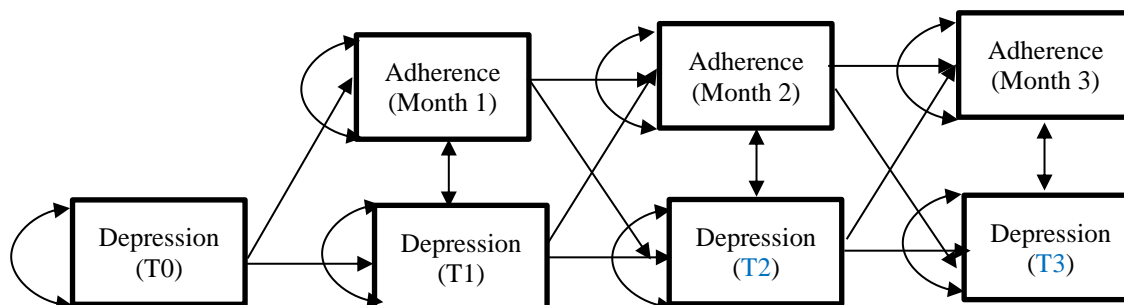 Adherence
(Month 1)
Adherence
(Month 2)
Adherence
(Month 3)
Depression
(T0)
Depression
(T1)
Depression
(T2)
Depression
(T3)